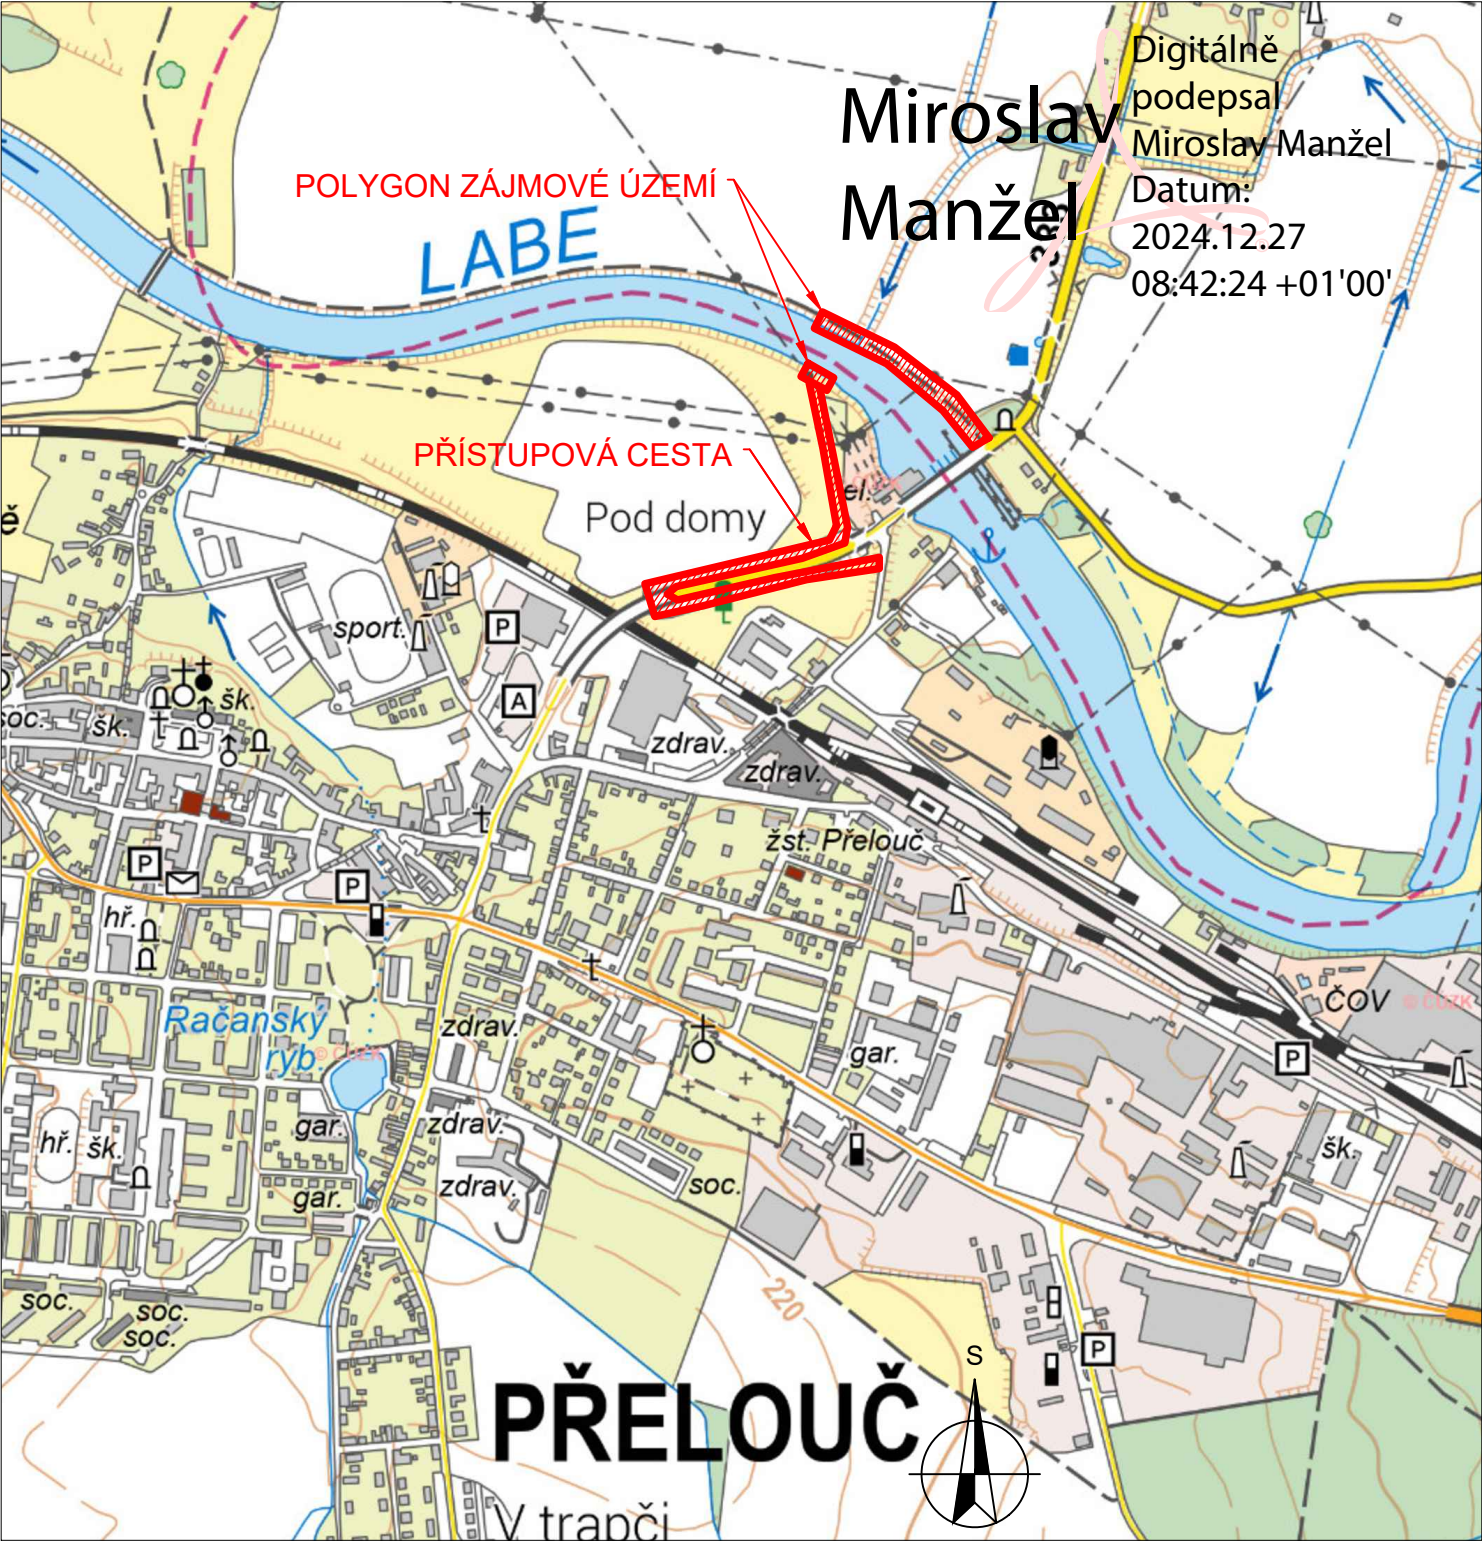 Digitálně
podepsal
Miroslav Manžel
Datum:
2024.12.27
08:42:24 +01'00'
Miroslav
Manžel
POLYGON ZÁJMOVÉ ÚZEMÍ
LABE
PŘÍSTUPOVÁ CESTA
el.
Pod domy
sport.
P
A
šk.
soc.
šk.
zdrav.
zdrav.
žst. Přelouč
P
P
hř.
Račanský
ryb.
© ČÚZK
zdrav.
gar.
ČOV
© ČÚZK
P
hř.
šk.
gar.
zdrav.
gar.
zdrav.
soc.
šk.
220
soc.
soc.
soc.
P
S
PŘELOUČ
V trapči